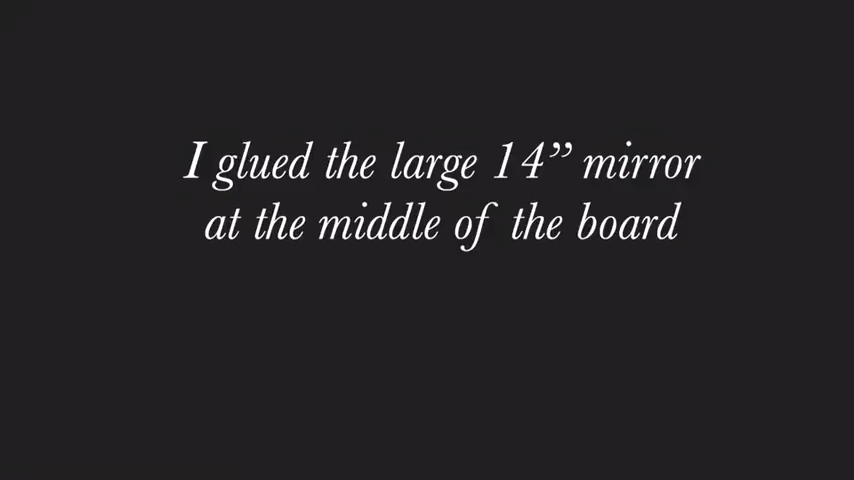 I glued the large 14” mirror
at the middle of the board